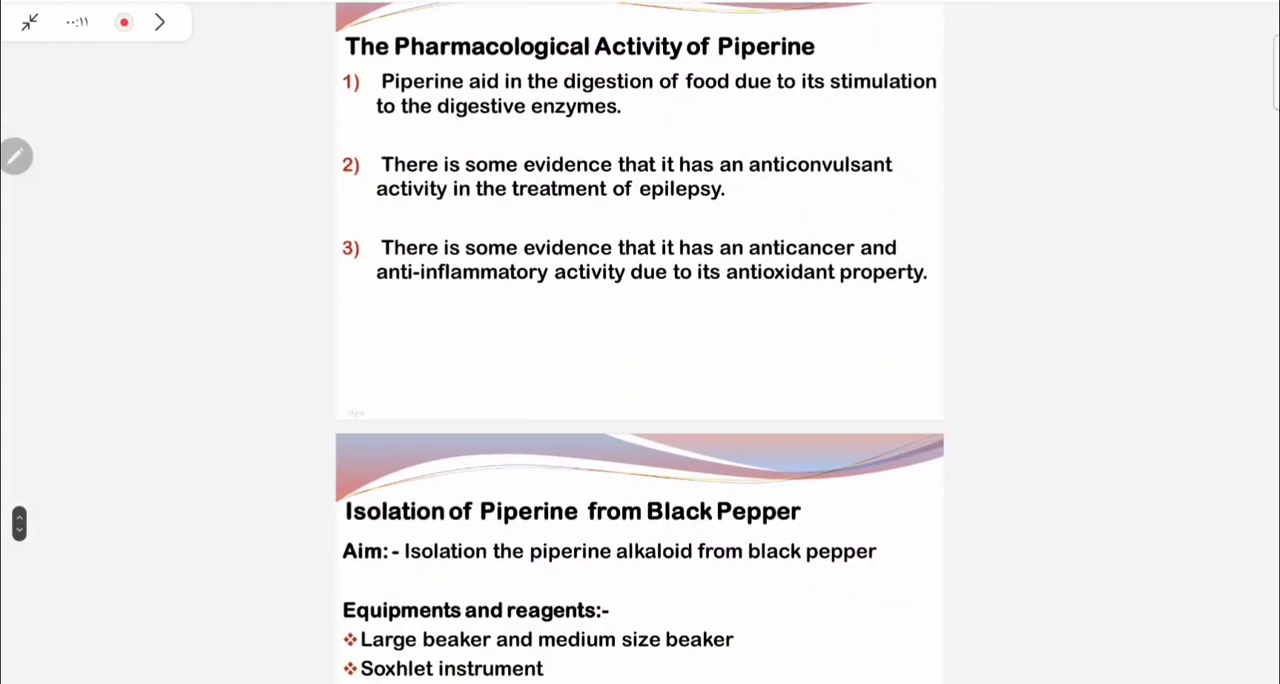 ٠٠:١١
The Pharmacological Activity of Piperine
1) Piperine aid in the digestion of food due to its stimulation
to the digestive enzymes.
2) There is some evidence that it has an anticonvulsant
activity in the treatment of epilepsy.
3) There is some evidence that it has an anticancer and
anti-inflammatory activity due to its antioxidant property.
Isolation of Piperine from Black Pepper
Aim:- Isolation the piperine alkaloid from black pepper
Equipments and reagents:-
❖Large beaker and medium size beaker
❖Soxhlet instrument